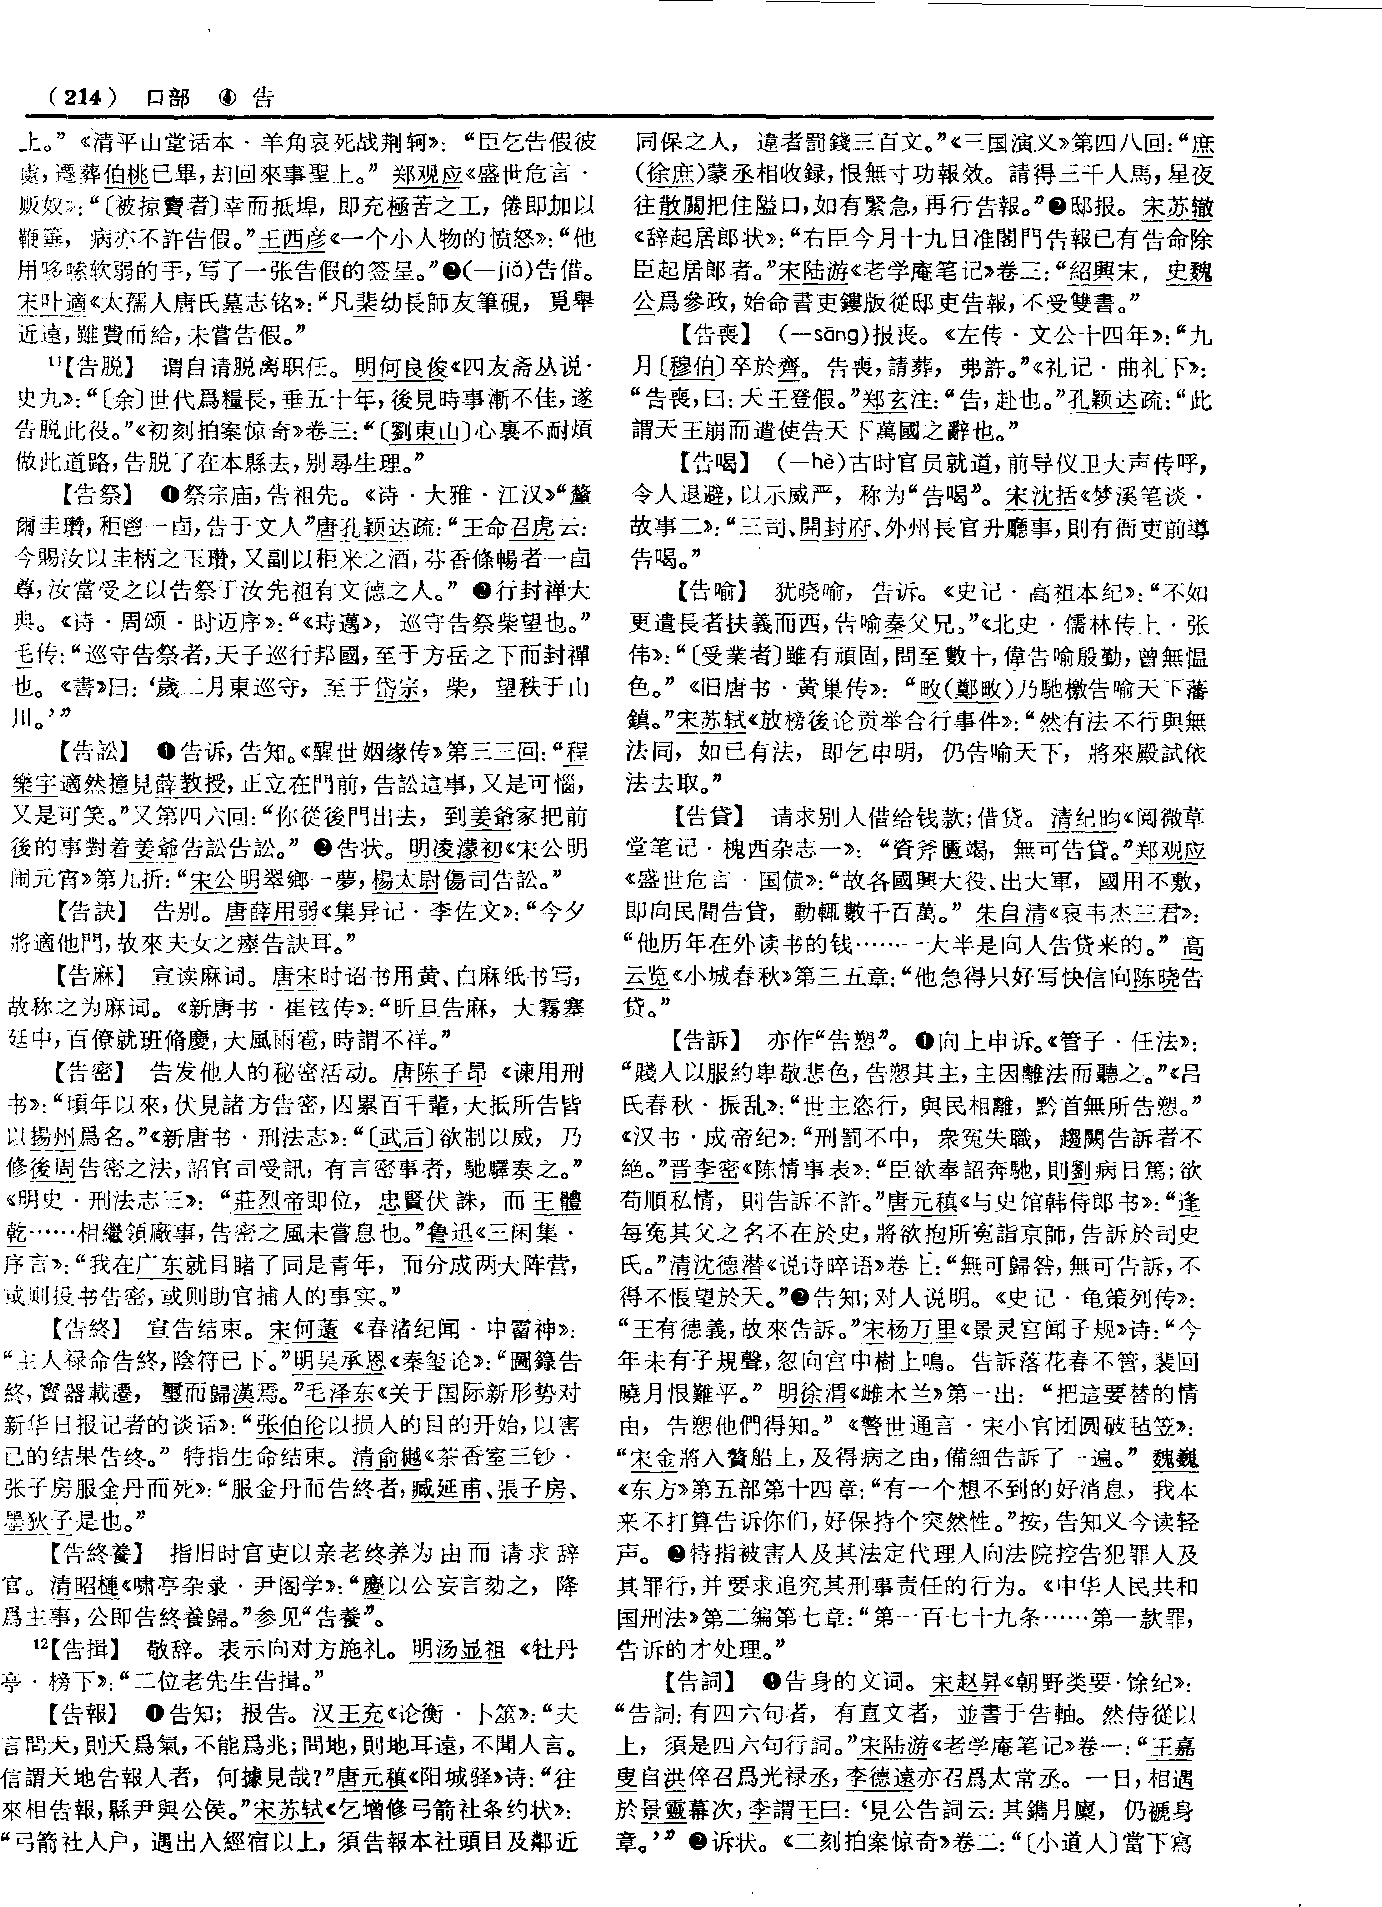 （214） 口部 ④ 告
上。”《清平山堂话本·羊角哀死战荆轲》：“臣乞告假彼
處，遷葬伯桃已畢，却回來事聖上。” 郑观应《盛世危言·
贩奴》：“〔被掠賣者〕幸而抵埠，即充極苦之工，倦即加以
鞭箠，病亦不許告假。”王西彦《一个小人物的愤怒》：“他
用哆嗦软弱的手，写了一张告假的签呈。”❷(—jiǎ)告借。
宋叶適《太孺人唐氏墓志铭》：“凡裴幼長師友筆硯，覓舉
近遠，雖費而給，未嘗告假。”
11【告脱】 谓自请脱离职任。明何良俊《四友斋丛说·
史九》：“〔余〕世代爲糧長，垂五十年，後見時事漸不佳，遂
告脱此役。”《初刻拍案惊奇》卷三：“〔劉東山〕心裏不耐煩
做此道路，告脱了在本縣去，别尋生理。”
【告祭】 ❶祭宗庙，告祖先。《诗·大雅·江汉》“釐
爾圭瓚，秬鬯一卣，告于文人”唐孔颖达疏：“王命召虎云：
今賜汝以圭柄之玉瓚，又副以秬米之酒，芬香條暢者一卣
尊，汝當受之以告祭于汝先祖有文德之人。” ❷行封禅大
典。《诗·周颂·时迈序》：“《時邁》，巡守告祭柴望也。”
毛传：“巡守告祭者，天子巡行邦國，至于方岳之下而封禪
也。《書》曰：‘歲二月東巡守，至于岱宗，柴，望秩于山
川。’”
【告訟】 ❶告诉，告知。《醒世姻缘传》第三三回：“程
樂宇適然撞見薛教授，正立在門前，告訟這事，又是可惱，
又是可笑。”又第四六回：“你從後門出去，到姜爺家把前
後的事對着姜爺告訟告訟。” ❷告状。明凌濛初《宋公明
闹元宵》第九折：“宋公明翠鄉一夢，楊太尉傷司告訟。”
【告訣】 告别。唐薛用弱《集异记·李佐文》：“今夕
將適他門，故來夫女之瘞告訣耳。”
【告麻】 宣读麻词。唐宋时诏书用黄、白麻纸书写，
故称之为麻词。《新唐书·崔铉传》：“昕旦告麻，大霧塞
廷中，百僚就班脩慶，大風雨雹，時謂不祥。”
【告密】 告发他人的秘密活动。唐陈子昂《谏用刑
书》：“頃年以來，伏見諸方告密，囚累百千輩，大抵所告皆
以揚州爲名。”《新唐书·刑法志》：“〔武后〕欲制以威，乃
修後周告密之法，詔官司受訊，有言密事者，馳驛奏之。”
《明史·刑法志三》：“莊烈帝即位，忠賢伏誅，而王體
乾……相繼領廠事，告密之風未嘗息也。”鲁迅《三闲集·
序言》：“我在广东就目睹了同是青年，而分成两大阵营，
或则投书告密，或则助官捕人的事实。”
【告終】 宣告结束。宋何薳《春渚纪闻·中霤神》：
“主人禄命告終，陰符已下。”明吴承恩《秦玺论》：“圖籙告
終，寳器載遷，璽而歸漢焉。”毛泽东《关于国际新形势对
新华日报记者的谈话》：“张伯伦以损人的目的开始，以害
己的结果告终。” 特指生命结束。清俞樾《茶香室三钞·
张子房服金丹而死》：“服金丹而告終者，臧延甫、張子房、
墨狄子是也。”
【告終養】 指旧时官吏以亲老终养为由而请求辞
官。清昭槤《啸亭杂录·尹阁学》：“慶以公妄言劾之，降
爲主事，公即告終養歸。”参见“告養”。
12【告揖】 敬辞。表示向对方施礼。明汤显祖《牡丹
亭·榜下》：“二位老先生告揖。”
【告報】 ❶告知；报告。汉王充《论衡·卜筮》：“夫
言問天，則天爲氣，不能爲兆；問地，則地耳遠，不聞人言。
信謂天地告報人者，何據見哉？”唐元稹《阳城驿》诗：“往
來相告報，縣尹與公侯。”宋苏轼《乞增修弓箭社条约状》：
“弓箭社人户，遇出入經宿以上，須告報本社頭目及鄰近
同保之人，違者罰錢三百文。”《三国演义》第四八回：“庶
(徐庶)蒙丞相收録，恨無寸功報效。請得三千人馬，星夜
往散關把住隘口，如有緊急，再行告報。”❷邸报。宋苏辙
《辞起居郎状》：“右臣今月十九日准閣門告報已有告命除
臣起居郎者。”宋陆游《老学庵笔记》卷三：“紹興末，史魏
公爲參政，始命書吏鏤版從邸吏告報，不受雙書。”
【告喪】 (—sāng)报丧。《左传·文公十四年》：“九
月〔穆伯〕卒於齊。告喪，請葬，弗許。”《礼记·曲礼下》：
“告喪，曰：天王登假。”郑玄注：“告，赴也。”孔颖达疏：“此
謂天王崩而遣使告天下萬國之辭也。”
【告喝】 (—hè)古时官员就道，前导仪卫大声传呼，
令人退避，以示威严，称为“告喝”。宋沈括《梦溪笔谈·
故事二》：“三司、開封府、外州長官升廳事，則有衙吏前導
告喝。”
【告喻】 犹晓喻，告诉。《史记·高祖本纪》：“不如
更遣長者扶義而西，告喻秦父兄。”《北史·儒林传上·张
伟》：“〔受業者〕雖有頑固，問至數十，偉告喻殷勤，曾無愠
色。”《旧唐书·黄巢传》：“畋(鄭畋)乃馳檄告喻天下藩
鎮。”宋苏轼《放榜後论贡举合行事件》：“然有法不行與無
法同，如已有法，即乞申明，仍告喻天下，將來殿試依
法去取。”
【告貸】 请求别人借给钱款；借贷。清纪昀《阅微草
堂笔记·槐西杂志一》：“資斧匱竭，無可告貸。”郑观应
《盛世危言·国债》：“故各國興大役、出大軍，國用不敷，
即向民間告貸，動輒數千百萬。” 朱自清《哀韦杰三君》：
“他历年在外读书的钱……一大半是向人告贷来的。” 高
云览《小城春秋》第三五章：“他急得只好写快信向陈晓告
贷。”
【告訴】 亦作“告愬”。❶向上申诉。《管子·任法》：
“賤人以服約卑敬悲色，告愬其主，主因離法而聽之。”《吕
氏春秋·振乱》：“世主恣行，與民相離，黔首無所告愬。”
《汉书·成帝纪》：“刑罰不中，衆冤失職，趨闕告訴者不
絶。”晋李密《陈情事表》：“臣欲奉詔奔馳，則劉病日篤；欲
苟順私情，則告訴不許。”唐元稹《与史馆韩侍郎书》：“逢
每冤其父之名不在於史，將欲抱所冤詣京師，告訴於司史
氏。”清沈德潜《说诗晬语》卷上：“無可歸咎，無可告訴，不
得不悵望於天。”❷告知；对人说明。《史记·龟策列传》：
“王有德義，故來告訴。”宋杨万里《景灵宫闻子规》诗：“今
年未有子規聲，忽向宫中樹上鳴。告訴落花春不管，裴回
曉月恨難平。” 明徐渭《雌木兰》第一出：“把這要替的情
由，告愬他們得知。”《警世通言·宋小官团圆破毡笠》：
“宋金將入贅船上，及得病之由，備細告訴了一遍。” 魏巍
《东方》第五部第十四章：“有一个想不到的好消息，我本
来不打算告诉你们，好保持个突然性。”按，告知义今读轻
声。❷特指被害人及其法定代理人向法院控告犯罪人及
其罪行，并要求追究其刑事责任的行为。《中华人民共和
国刑法》第二编第七章：“第一百七十九条……第一款罪，
告诉的才处理。”
【告詞】 ❶告身的文词。宋赵昇《朝野类要·馀纪》：
“告詞：有四六句者，有直文者，並書于告軸。然侍從以
上，須是四六句行詞。”宋陆游《老学庵笔记》卷一：“王嘉
叟自洪倅召爲光禄丞，李德遠亦召爲太常丞。一日，相遇
於景靈幕次，李謂王曰：‘見公告詞云：其鐫月廩，仍褫身
章。’” ❷诉状。《二刻拍案惊奇》卷二：“〔小道人〕當下寫